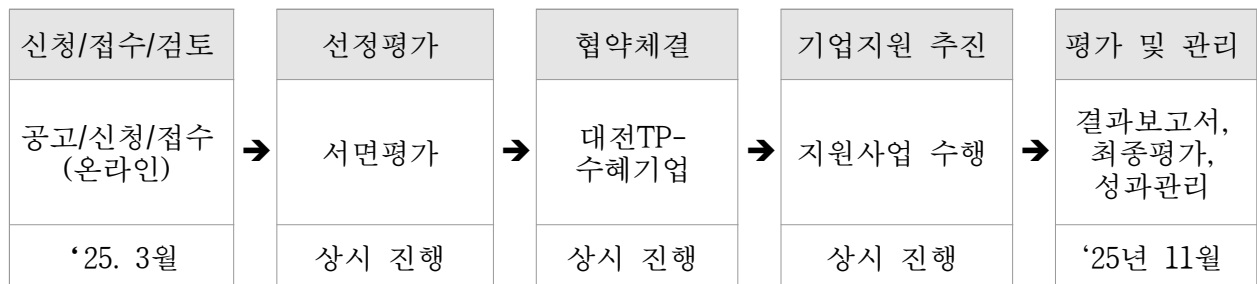 신청/접수/검토
선정평가
협약체결
기업지원 추진
평가 및 관리
공고/신청/접수
(온라인)
➔
서면평가
➔
대전TP-
수혜기업
➔
지원사업 수행
➔
결과보고서,
최종평가,
성과관리
‘25. 3월
상시 진행
상시 진행
상시 진행
‘25년 11월